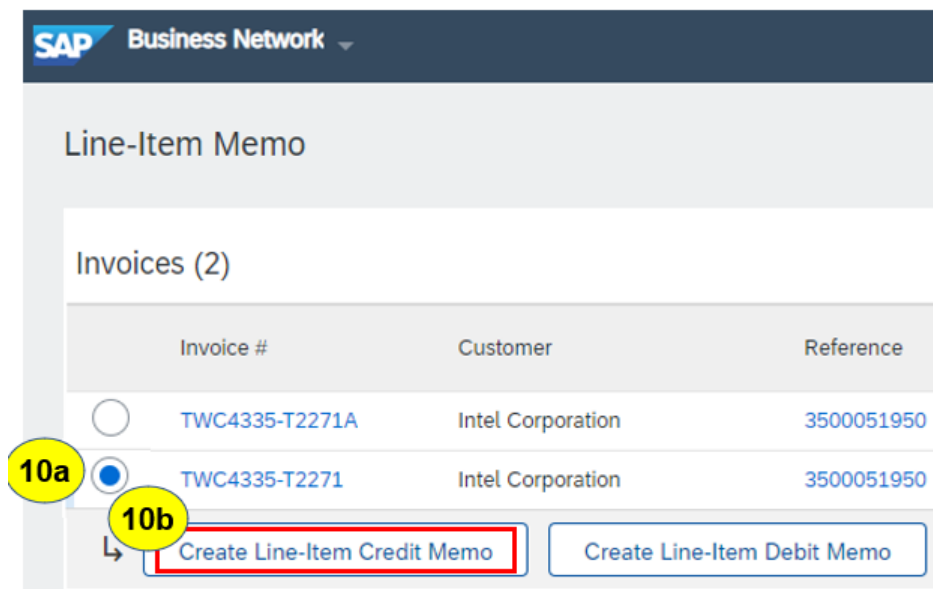 SAP Business Network
Line-Item Memo
Invoices (2)
Invoice # Customer Reference
TWC4335-T2271A Intel Corporation 3500051950
10a TWC4335-T2271 Intel Corporation 3500051950
10b
Create Line-Item Credit Memo Create Line-Item Debit Memo